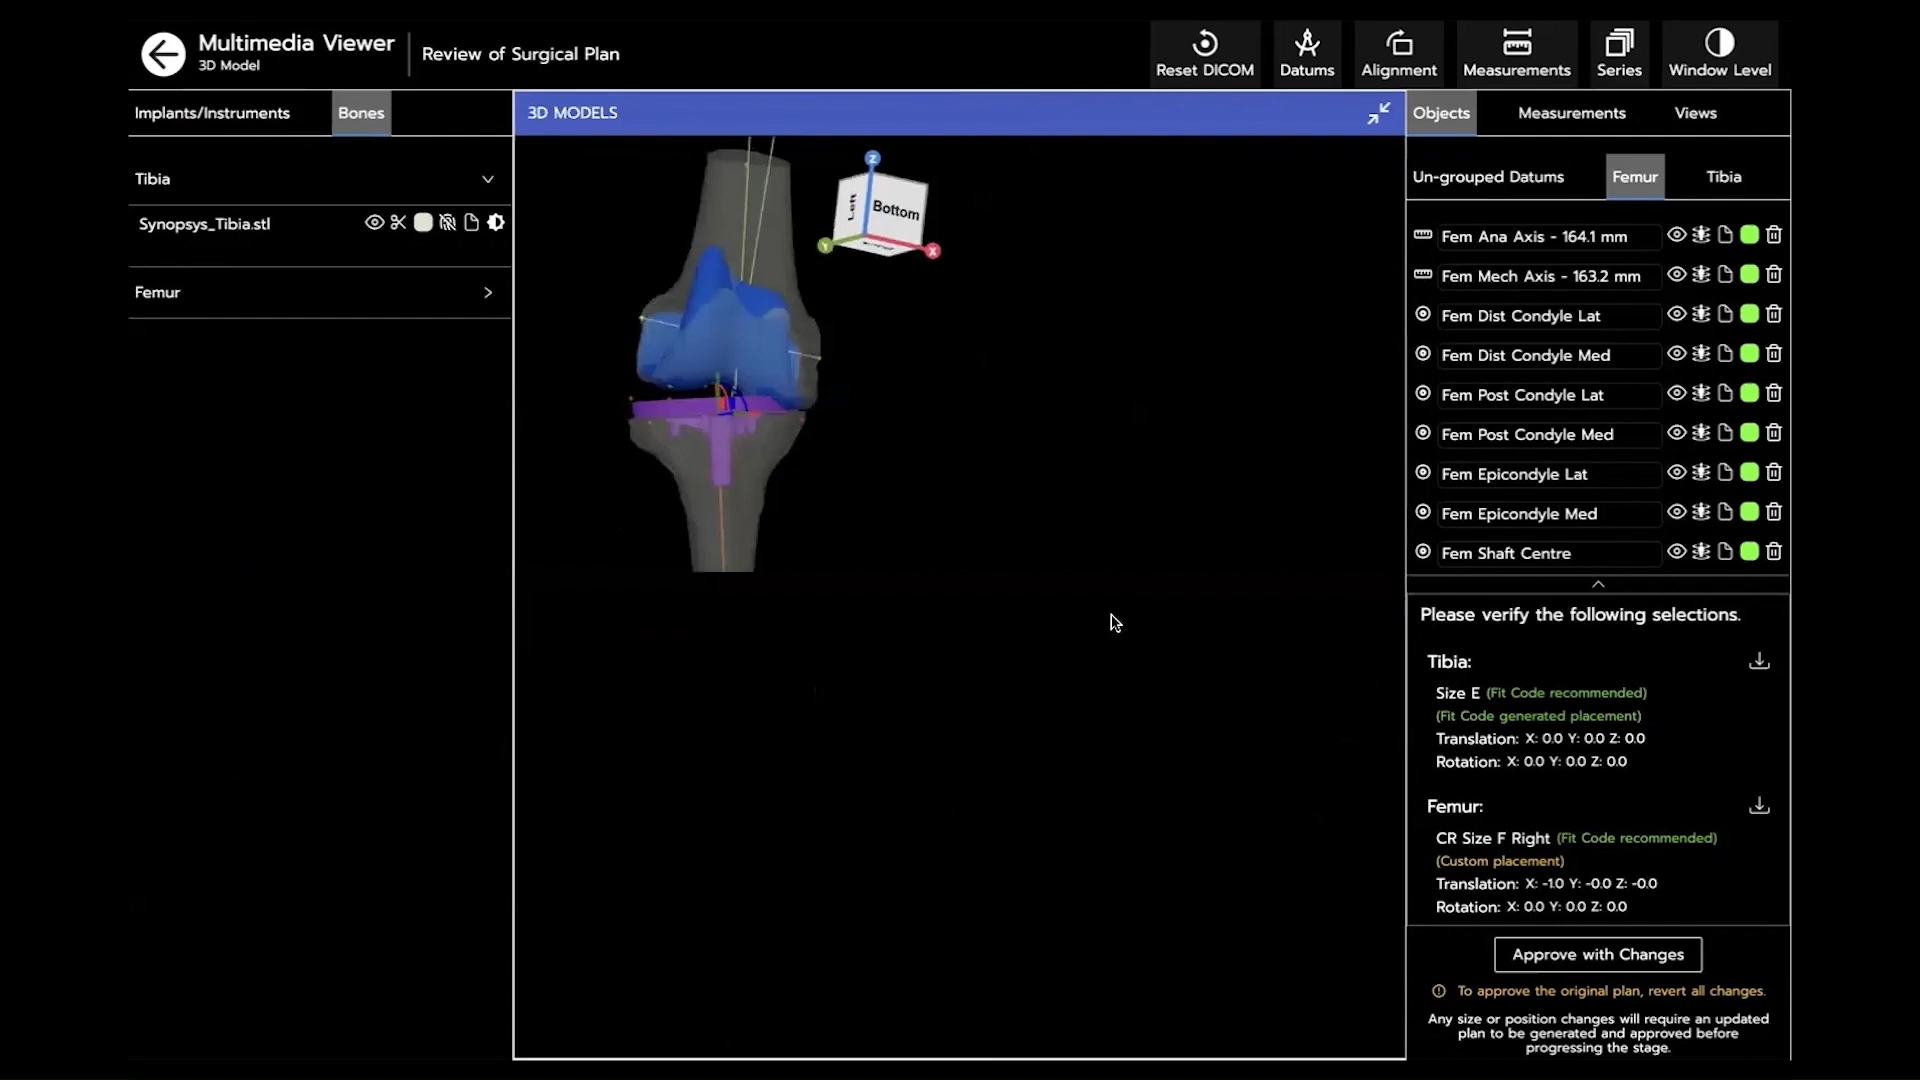 Multimedia Viewer
3D Model
Review of Surgical Plan
Reset DICOM
Datums
Alignment
Measurements
Series
Window Level
Implants/Instruments
Bones
Tibia
Synopsys_Tibia.stl
Femur
3D MODELS
Z
Left
Bottom
Y
X
Objects
Measurements
Views
Un-grouped Datums
Femur
Tibia
Fem Ana Axis - 164.1 mm
Fem Mech Axis - 163.2 mm
Fem Dist Condyle Lat
Fem Dist Condyle Med
Fem Post Condyle Lat
Fem Post Condyle Med
Fem Epicondyle Lat
Fem Epicondyle Med
Fem Shaft Centre
Please verify the following selections.
Tibia:
Size E (Fit Code recommended)
(Fit Code generated placement)
Translation: X: 0.0 Y: 0.0 Z: 0.0
Rotation: X: 0.0 Y: 0.0 Z: 0.0
Femur:
CR Size F Right (Fit Code recommended)
(Custom placement)
Translation: X: -1.0 Y: -0.0 Z: -0.0
Rotation: X: 0.0 Y: 0.0 Z: 0.0
Approve with Changes
To approve the original plan, revert all changes.
Any size or position changes will require an updated
plan to be generated and approved before
progressing the stage.